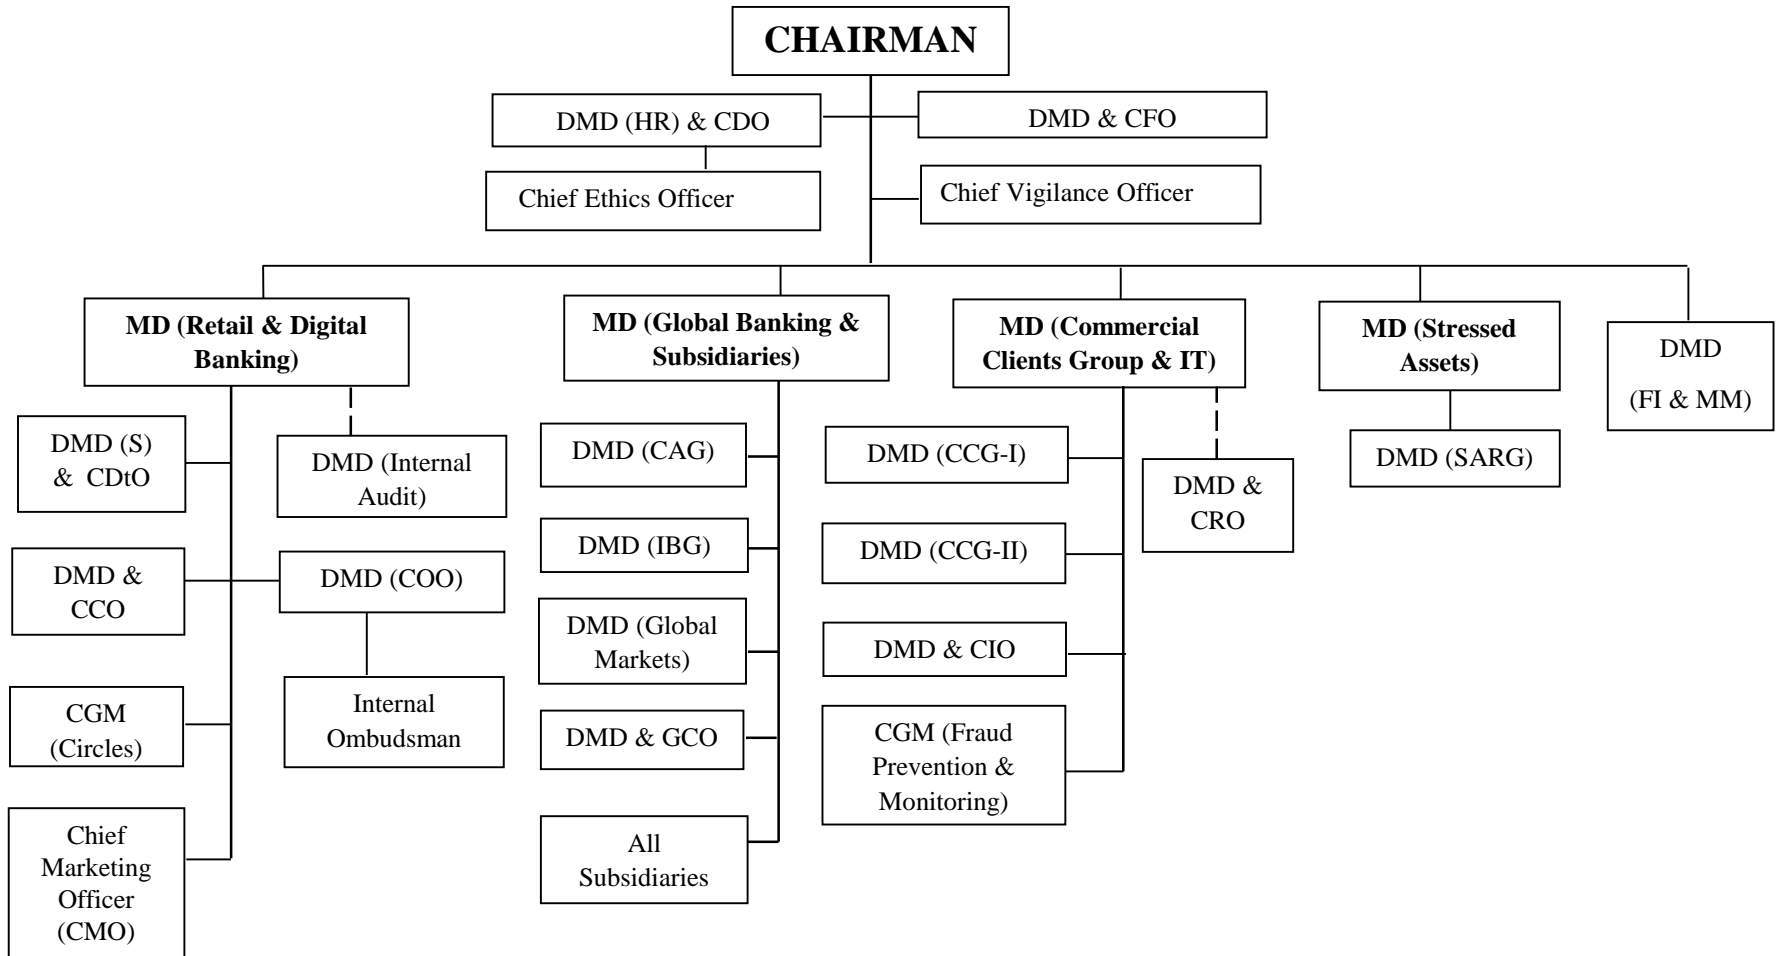 CHAIRMAN
DMD (HR) & CDO
DMD & CFO
Chief Ethics Officer
Chief Vigilance Officer
MD (Retail & Digital
Banking)
MD (Global Banking &
Subsidiaries)
MD (Commercial
Clients Group & IT)
MD (Stressed
Assets)
DMD
(FI & MM)
DMD (S)
& CDtO
DMD (Internal
Audit)
DMD &
CCO
DMD (COO)
CGM
(Circles)
Internal
Ombudsman
Chief
Marketing
Officer
(CMO)
DMD (CAG)
DMD (IBG)
DMD (Global
Markets)
DMD & GCO
All
Subsidiaries
DMD (CCG-I)
DMD &
CRO
DMD (CCG-II)
DMD & CIO
CGM (Fraud
Prevention &
Monitoring)
DMD (SARG)